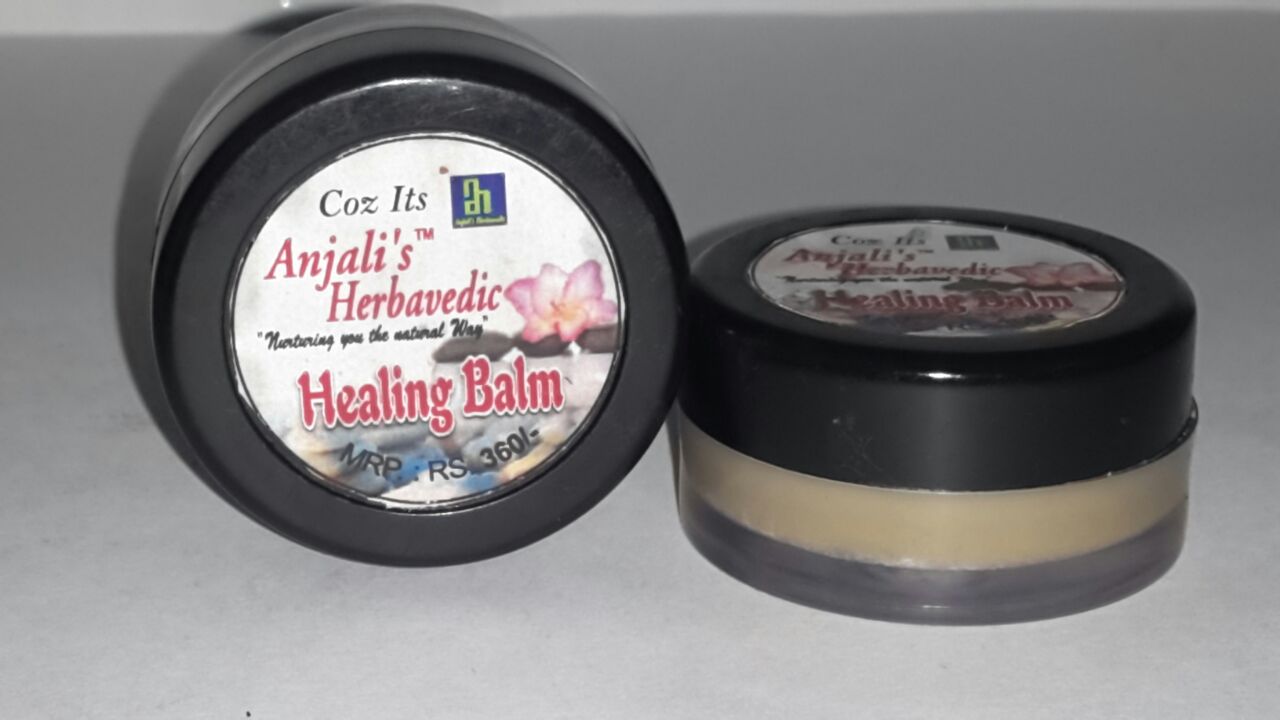 Coz Its
Anjali's™
Herbavedic
"Nurturing you the natural Way"
Healing Balm
MRP. : RS. 360/-
Coz Its
Anjali's™
Herbavedic
Healing Balm